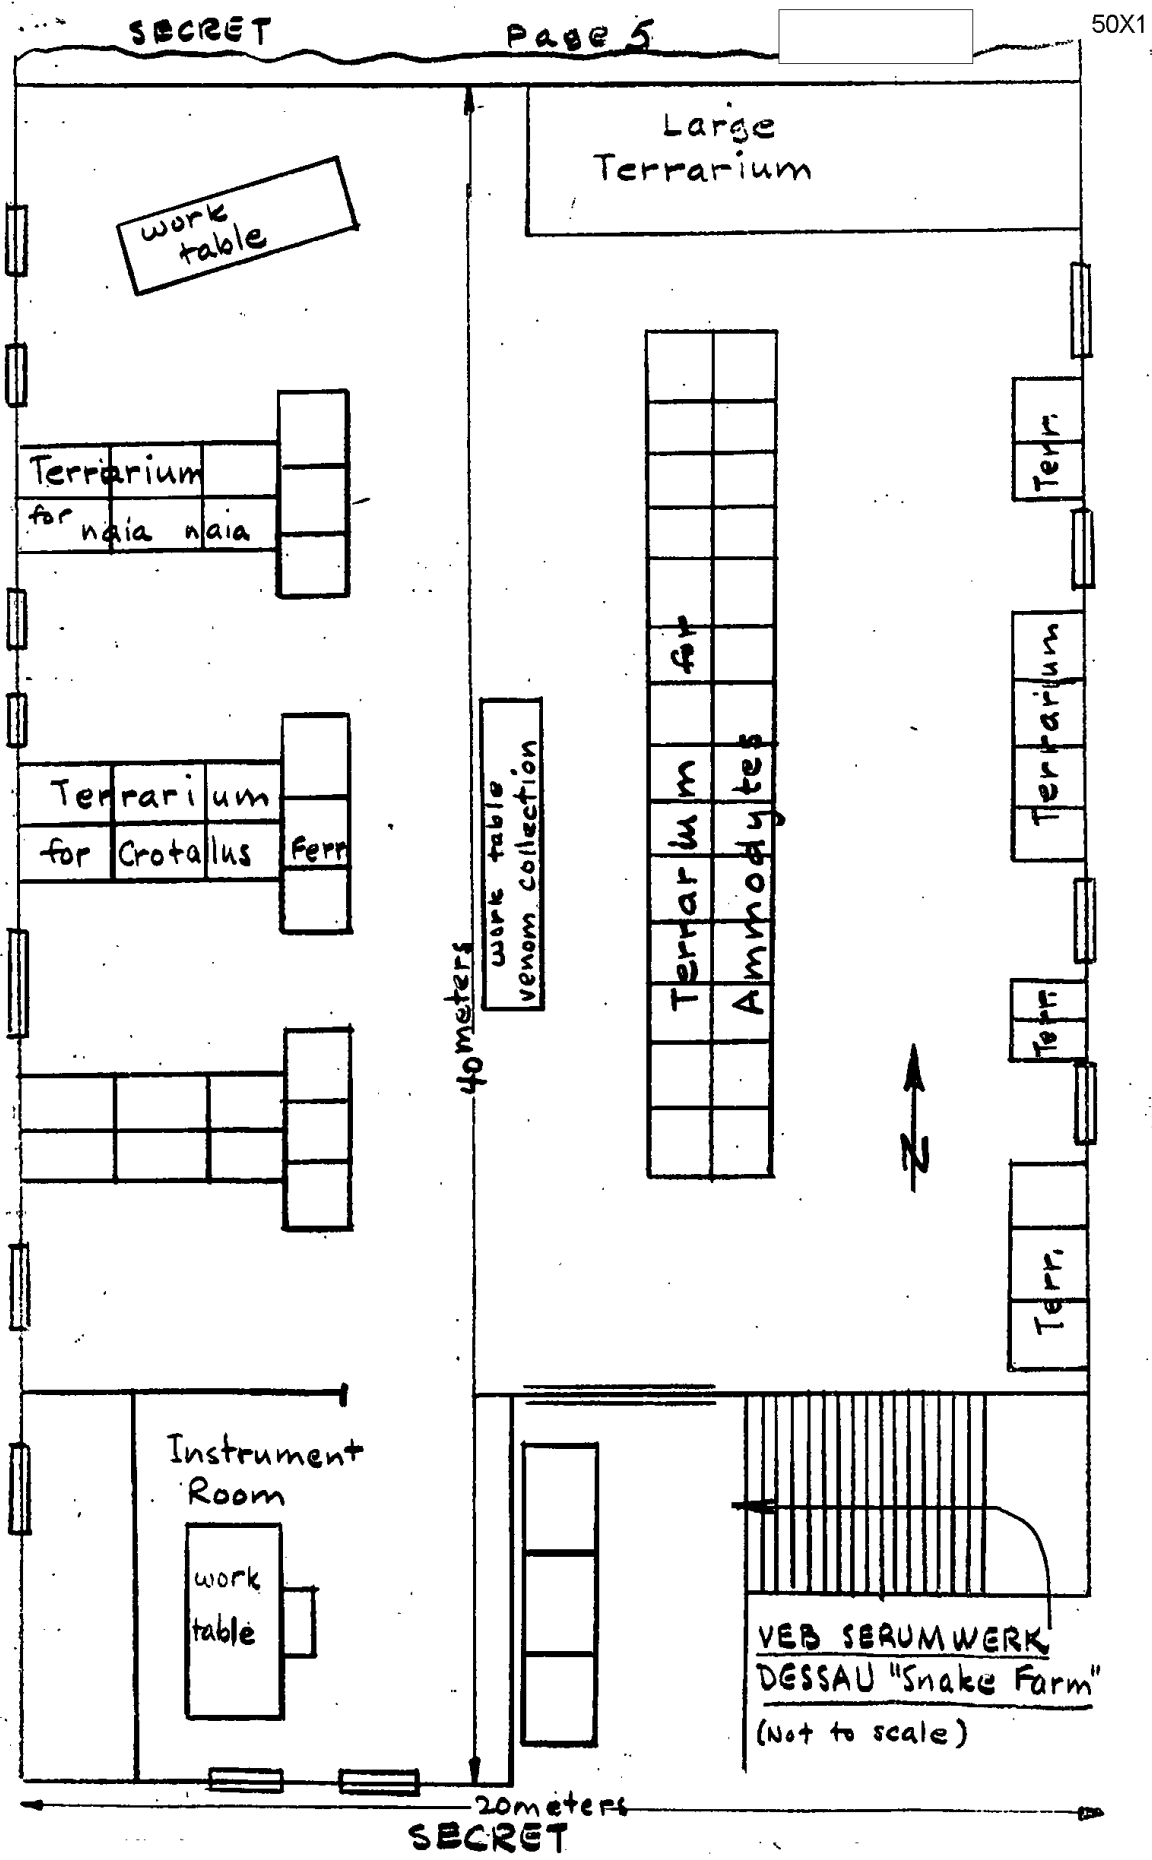 SECRET
Page 5
50X1
Large
Terrarium
work
table
Terr.
Terrarium
for naia naia
Terrarium for
Ammodytes
Terrarium
work table
venom collection
Terrarium
for Crotalus Ferr
40 meters
Terr.
N
Terr.
Instrument
Room
work
table
VEB SERUMWERK
DESSAU "Snake Farm"
(Not to scale)
20 meters
SECRET